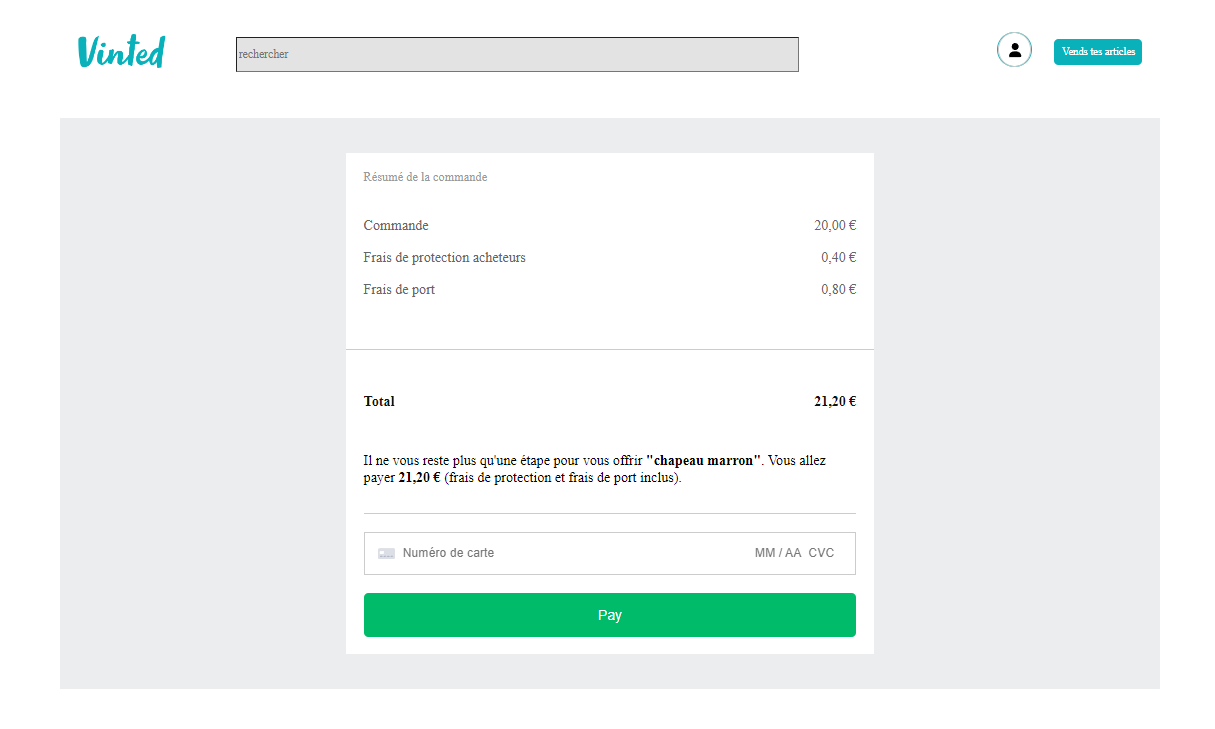 Vinted
rechercher
Vends tes articles
Résumé de la commande
Commande 20,00 €
Frais de protection acheteurs 0,40 €
Frais de port 0,80 €
Total 21,20 €
Il ne vous reste plus qu'une étape pour vous offrir "chapeau marron". Vous allez
payer 21,20 € (frais de protection et frais de port inclus).
Numéro de carte MM / AA CVC
Pay